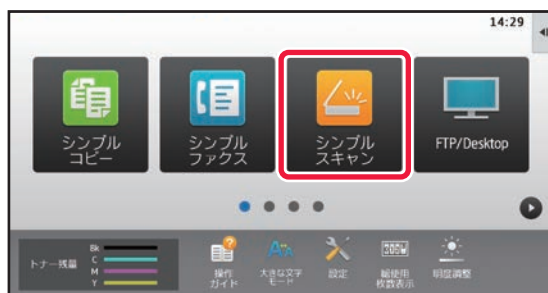 14:29
シンプル
コピー
シンプル
ファクス
シンプル
スキャン
FTP/Desktop
トナー残量
Bk
C
M
Y
操作
ガイド
大きな文字
モード
設定
総使用
枚数表示
明度調整